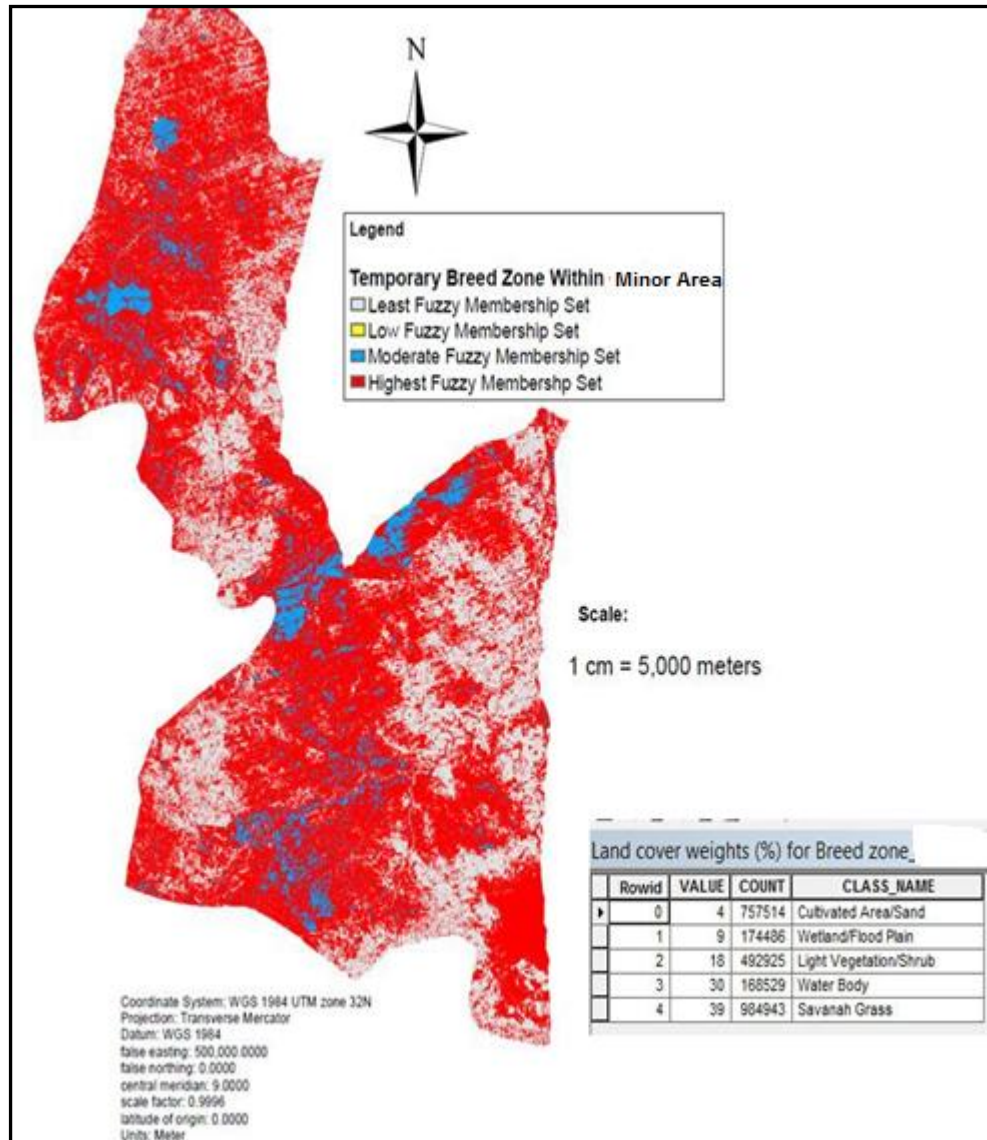 N
Legend
Temporary Breed Zone Within Minor Area
Least Fuzzy Membership Set
Low Fuzzy Membership Set
Moderate Fuzzy Membership Set
Highest Fuzzy Membershp Set
Scale:
1 cm = 5,000 meters
Land cover weights (%) for Breed zone_
Rowid VALUE COUNT CLASS_NAME
0 4 757514 Cultivated Area/Sand
1 9 174486 Wetland/Flood Plain
2 18 492925 Light Vegetation/Shrub
3 30 168529 Water Body
4 39 984943 Savanah Grass
Coordinate System: WGS 1984 UTM zone 32N
Projection: Transverse Mercator
Datum: WGS 1984
false easting: 500,000.0000
false northing: 0.0000
central meridian: 9.0000
scale factor: 0.9996
latitude of origin: 0.0000
Units: Meter